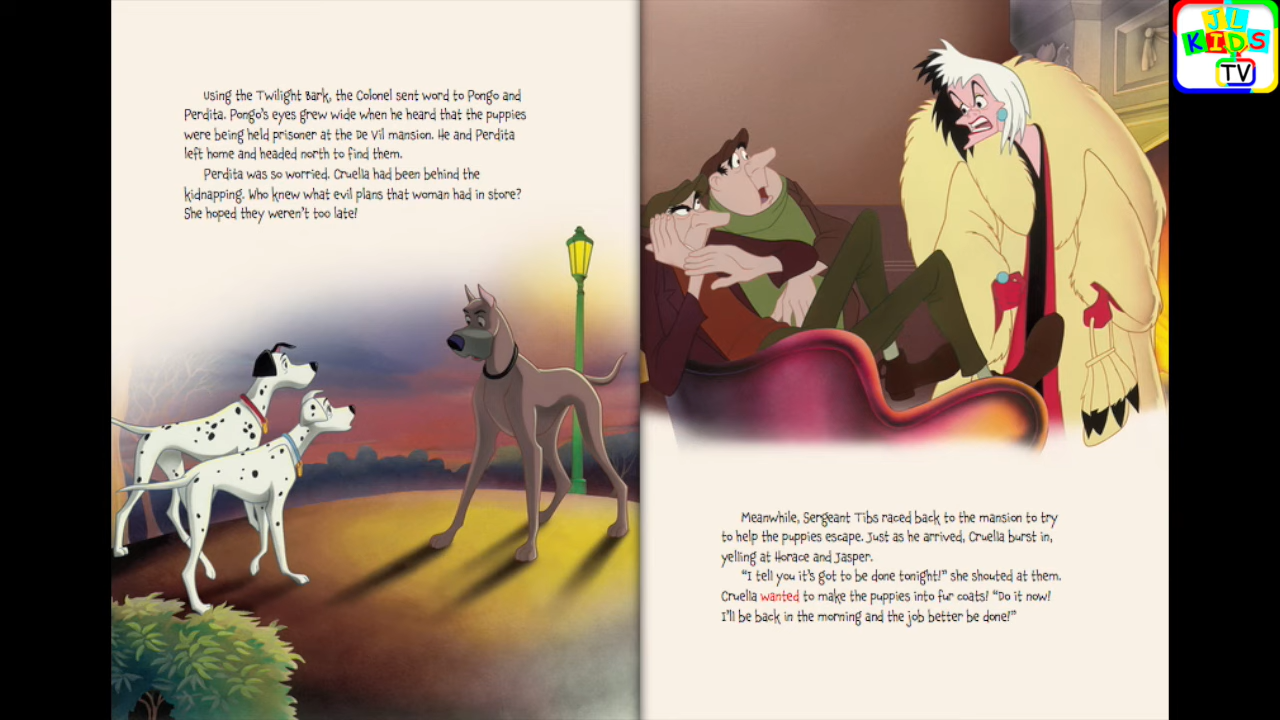 Using the Twilight Bark, the Colonel sent word to Pongo and
Perdita. Pongo's eyes grew wide when he heard that the puppies
were being held prisoner at the De Vil mansion. He and Perdita
left home and headed north to find them.
Perdita was so worried. Cruella had been behind the
kidnapping. Who knew what evil plans that woman had in store?
She hoped they weren't too late!
Meanwhile, Sergeant Tibs raced back to the mansion to try
to help the puppies escape. Just as he arrived, Cruella burst in,
yelling at Horace and Jasper.
"I tell you it's got to be done tonight!" she shouted at them.
Cruella wanted to make the puppies into fur coats! "Do it now!
I'll be back in the morning and the job better be done!"
JL
KIDS
TV